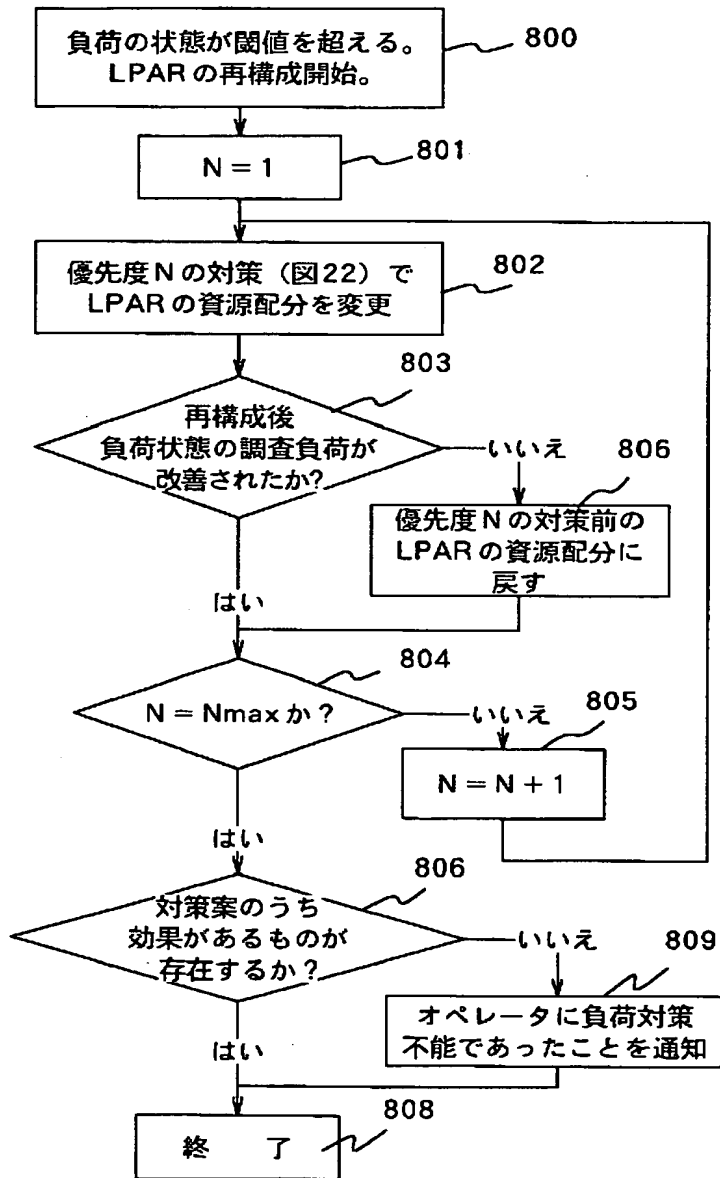 負荷の状態が閾値を超える。
LPARの再構成開始。
800
N=1
801
優先度Nの対策(図22)で
LPARの資源配分を変更
802
803
再構成後
負荷状態の調査負荷が
改善されたか?
いいえ
806
優先度Nの対策前の
LPARの資源配分に
戻す
はい
804
N=Nmaxか?
いいえ
805
N=N+1
はい
806
対策案のうち
効果があるものが
存在するか?
いいえ
809
オペレータに負荷対策
不能であったことを通知
はい
808
終 了